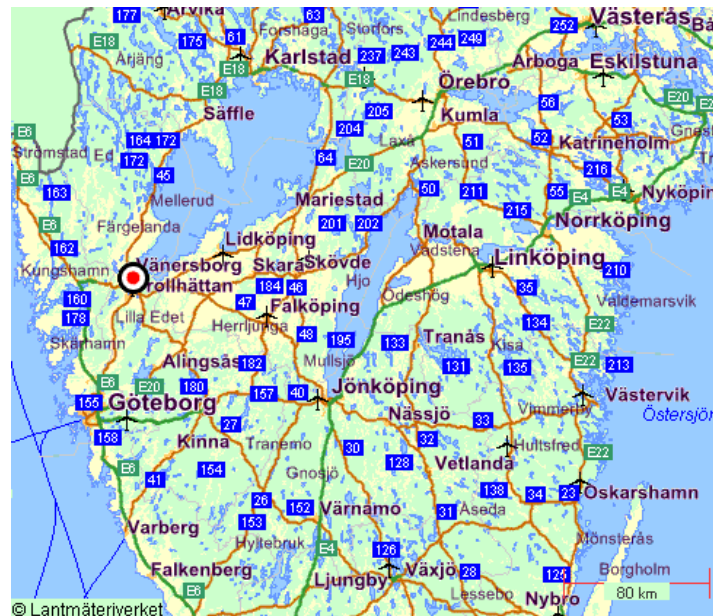 177
Arvika
63
Lindesberg
Västerås
175
61
Forshaga
Storfors
244
249
252
E18
Karlstad
237
243
Arboga
Eskilstuna
Årjäng
E18
E18
Örebro
E18
Säffle
205
Kumla
56
E20
E6
164
172
204
Laxå
51
52
53
Katrineholm
Strömstad
Ed
172
45
64
E20
Askersund
216
163
Mellerud
Mariestad
50
211
55
E4
E4
Nyköping
E6
Färgelanda
201
202
215
Norrköping
162
Lidköping
Motala
Vadstena
Kungshamn
Vänersborg
Skara
Skövde
Linköping
210
Trollhättan
184
46
Hjo
Ödeshög
35
Valdemarsvik
160
47
Falköping
178
Lilla Edet
Herrljunga
48
195
133
Tranås
134
E22
Skärhamn
Kisa
Alingsås
182
Mullsjö
131
135
E22
213
E6
E20
180
157
40
Jönköping
Västervik
155
Göteborg
Nässjö
33
Vimmerby
Östersjön
158
27
Kinna
Tranemo
30
32
Hultsfred
E6
154
Gnosjö
128
Vetlanda
E22
41
26
138
34
23
Oskarshamn
153
152
Värnamo
31
Åseda
Varberg
Hyltebruk
E4
Mönsterås
126
E22
Falkenberg
Ljungby
Växjö
28
125
Borgholm
E6
Lessebo
Nybro
80 km
© Lantmäteriverket